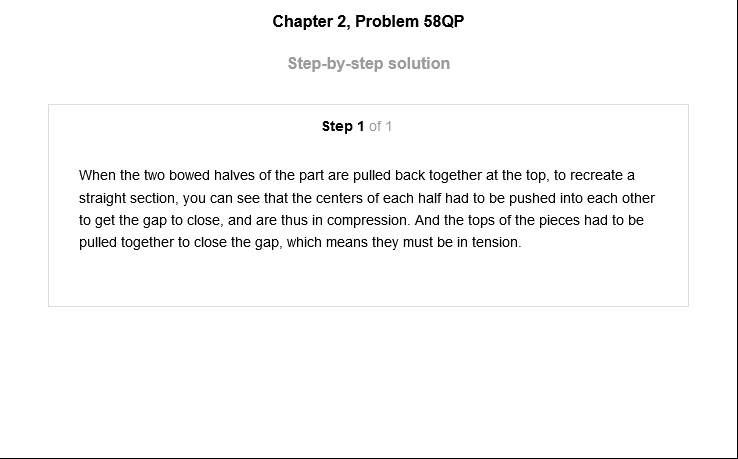 Chapter 2, Problem 58QP
Step-by-step solution
Step 1 of 1
When the two bowed halves of the part are pulled back together at the top, to recreate a
straight section, you can see that the centers of each half had to be pushed into each other
to get the gap to close, and are thus in compression. And the tops of the pieces had to be
pulled together to close the gap, which means they must be in tension.